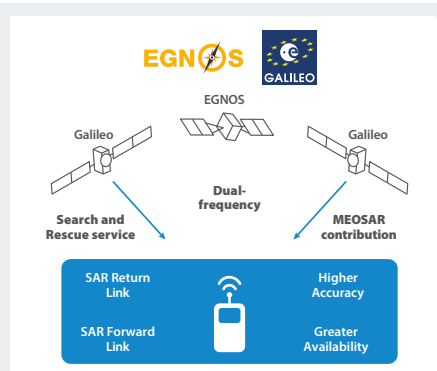 EGNOS
GALILEO
EGNOS
Galileo
Galileo
Dual-
frequency
Search and
Rescue service
MEOSAR
contribution
SAR Return
Link
Higher
Accuracy
SAR Forward
Link
Greater
Availability